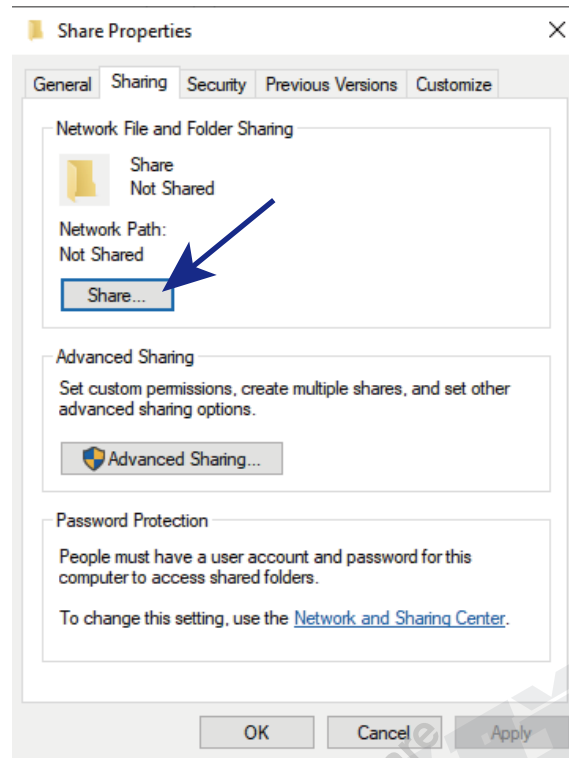 Share Properties
General Sharing Security Previous Versions Customize
Network File and Folder Sharing
Share
Not Shared
Network Path:
Not Shared
Share...
Advanced Sharing
Set custom permissions, create multiple shares, and set other
advanced sharing options.
Advanced Sharing...
Password Protection
People must have a user account and password for this
computer to access shared folders.
To change this setting, use the Network and Sharing Center.
OK Cancel Apply